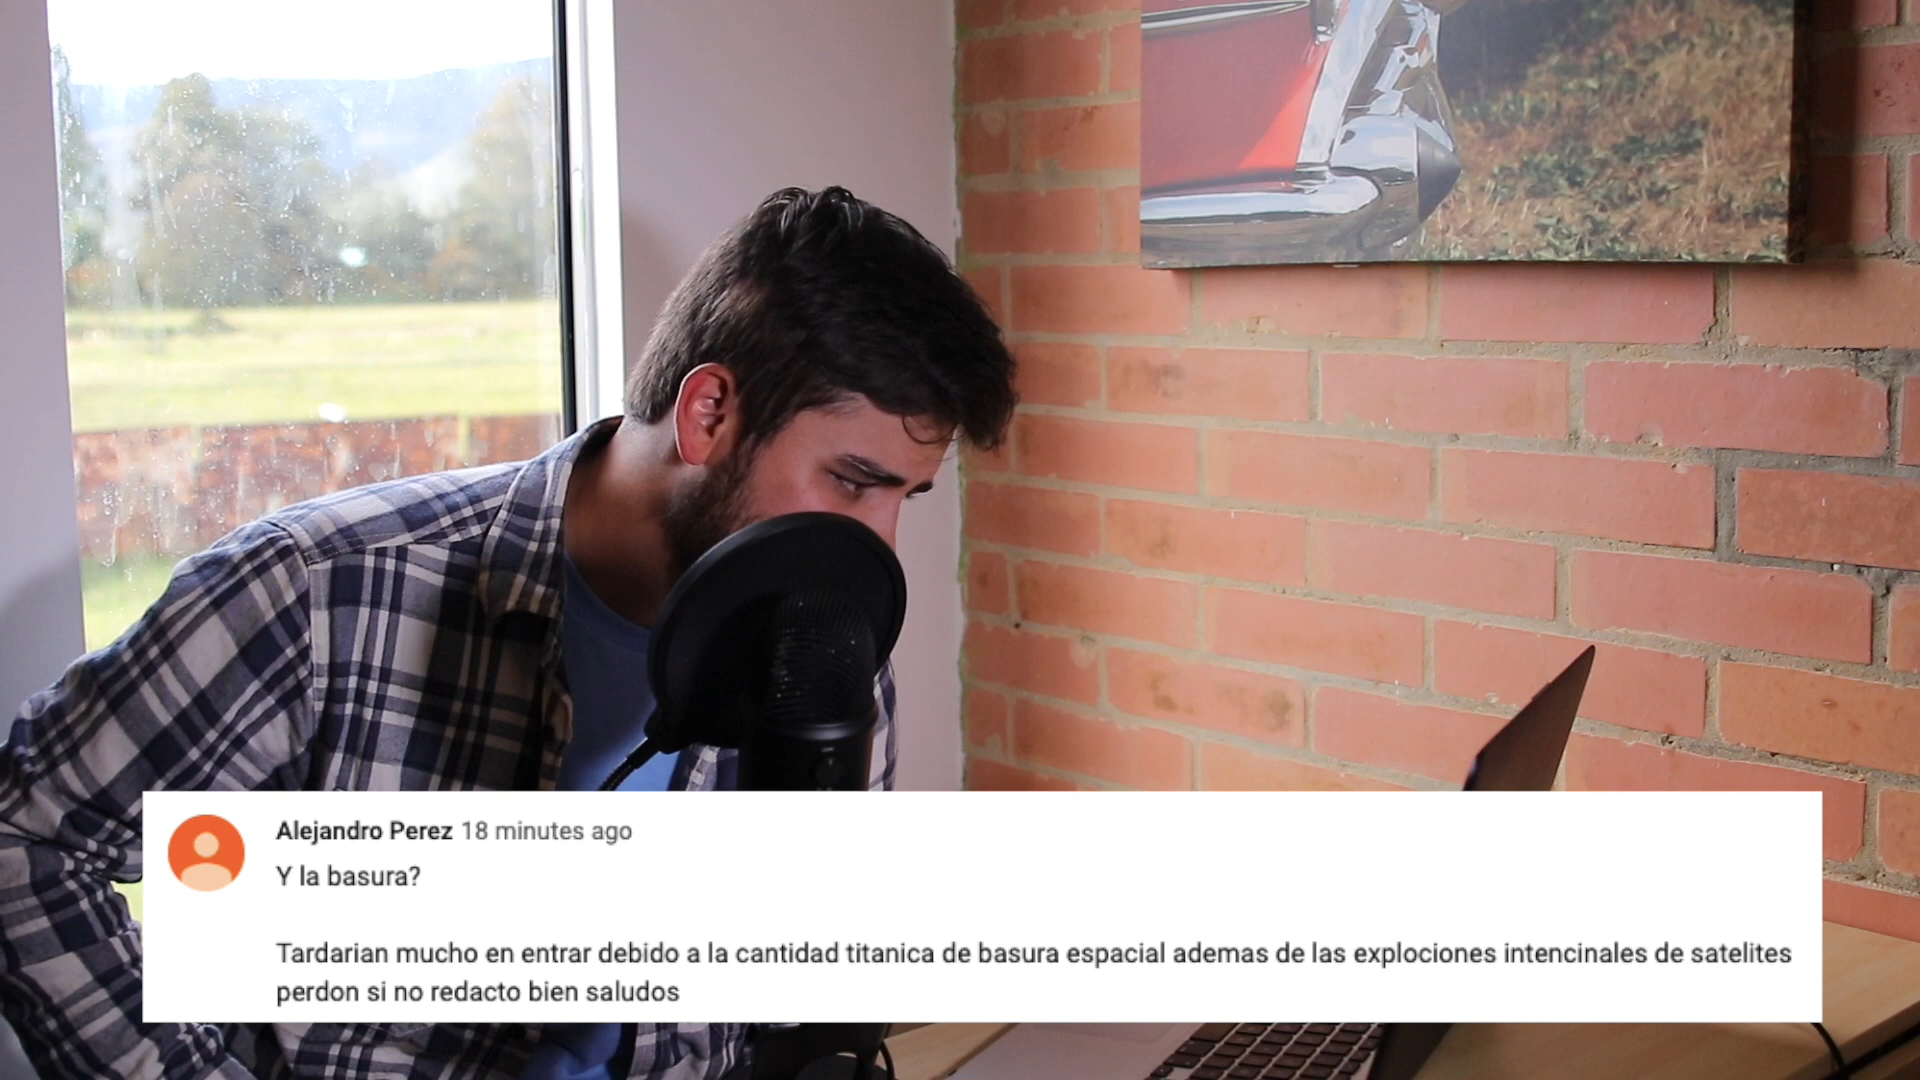 Alejandro Perez 18 minutes ago
Y la basura?
Tardarian mucho en entrar debido a la cantidad titanica de basura espacial ademas de las explociones intencinales de satelites
perdon si no redacto bien saludos